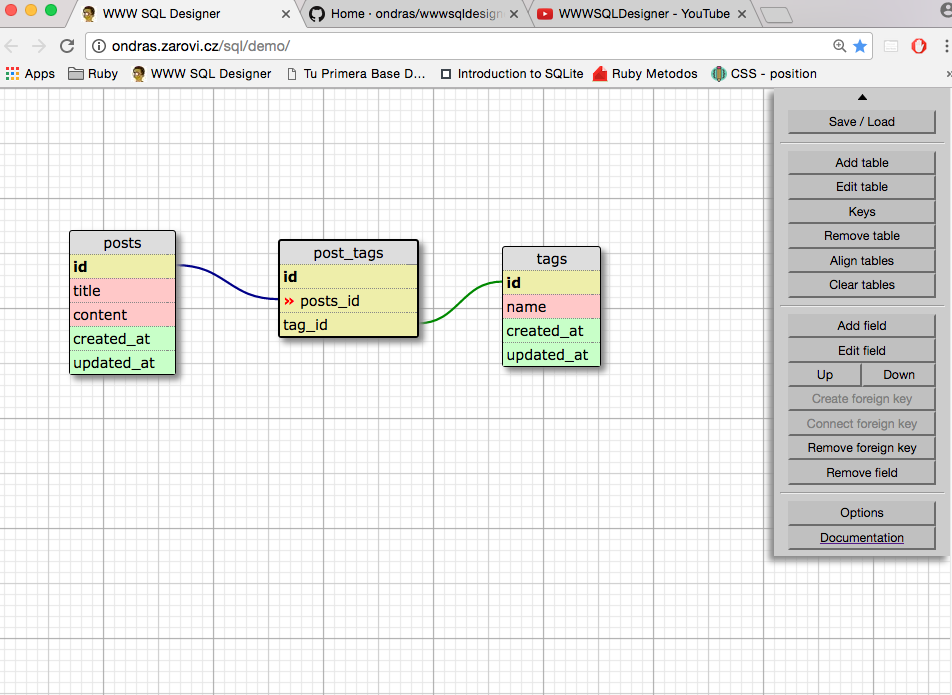 WWW SQL Designer
Home · ondras/wwwsqldesign
WWWSQLDesigner - YouTube
ondras.zarovi.cz/sql/demo/
Apps
Ruby
WWW SQL Designer
Tu Primera Base D...
Introduction to SQLite
Ruby Metodos
CSS - position
»
posts
id
title
content
created_at
updated_at
post_tags
id
» posts_id
tag_id
tags
id
name
created_at
updated_at
Save / Load
Add table
Edit table
Keys
Remove table
Align tables
Clear tables
Add field
Edit field
Up Down
Create foreign key
Connect foreign key
Remove foreign key
Remove field
Options
Documentation